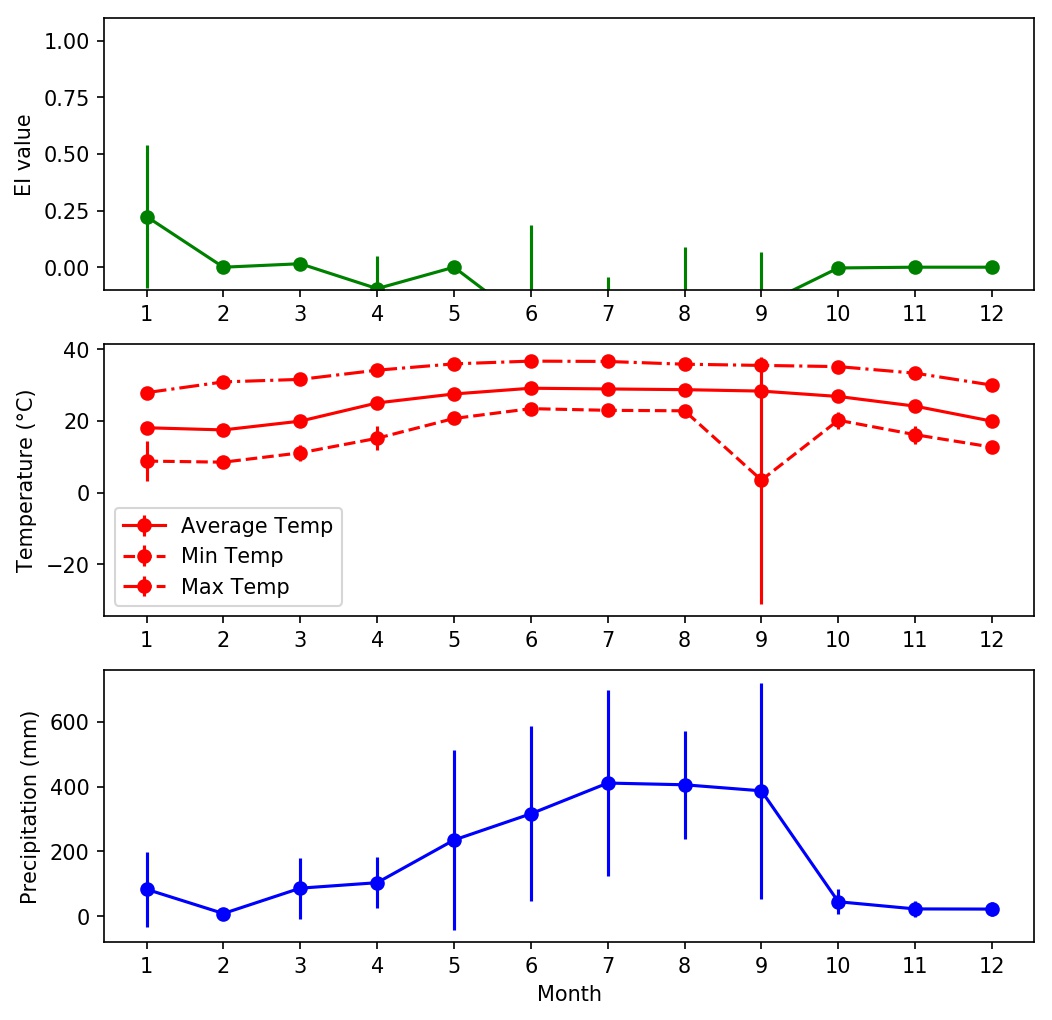 EI value
1.00
0.75
0.50
0.25
0.00
1 2 3 4 5 6 7 8 9 10 11 12
Temperature (°C)
40
20
0
−20
Average Temp
Min Temp
Max Temp
1 2 3 4 5 6 7 8 9 10 11 12
Precipitation (mm)
600
400
200
0
1 2 3 4 5 6 7 8 9 10 11 12
Month